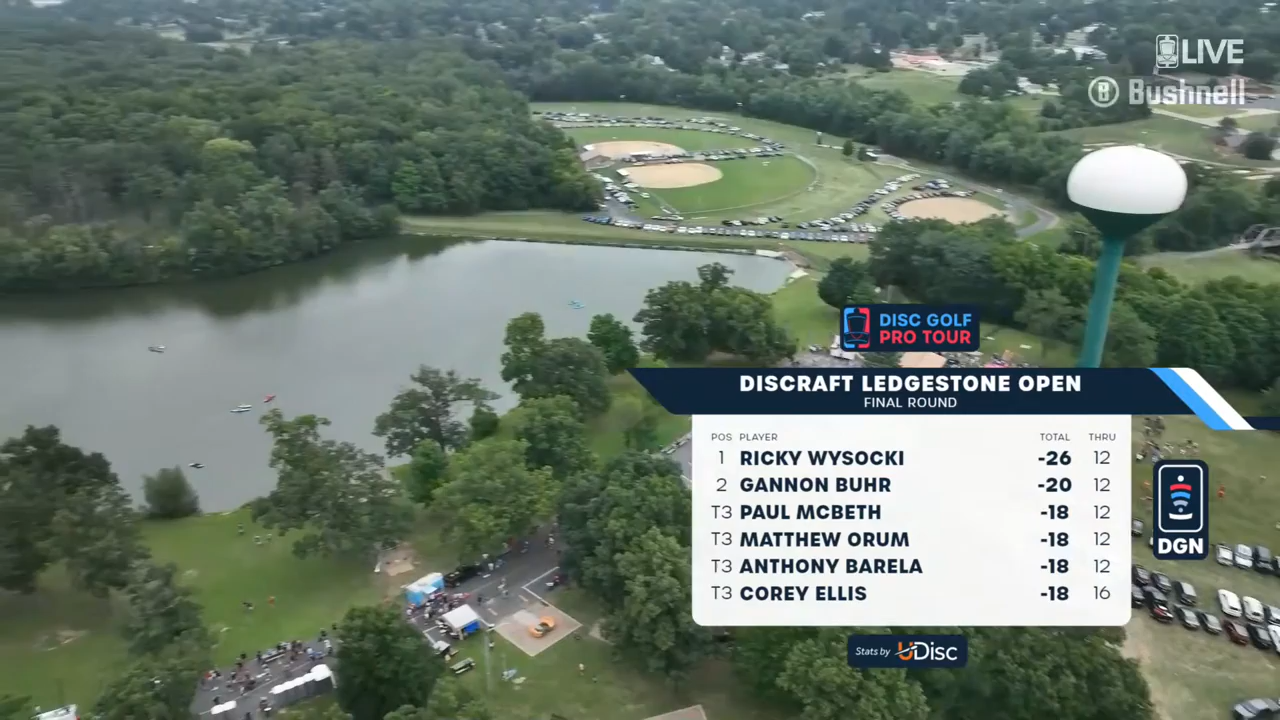 LIVE
B Bushnell
DISC GOLF
PRO TOUR
DISCRAFT LEDGESTONE OPEN
FINAL ROUND
POS PLAYER TOTAL THRU
1 RICKY WYSOCKI -26 12
2 GANNON BUHR -20 12
T3 PAUL MCBETH -18 12
T3 MATTHEW ORUM -18 12
T3 ANTHONY BARELA -18 12
T3 COREY ELLIS -18 16
DGN
Stats by UDisc